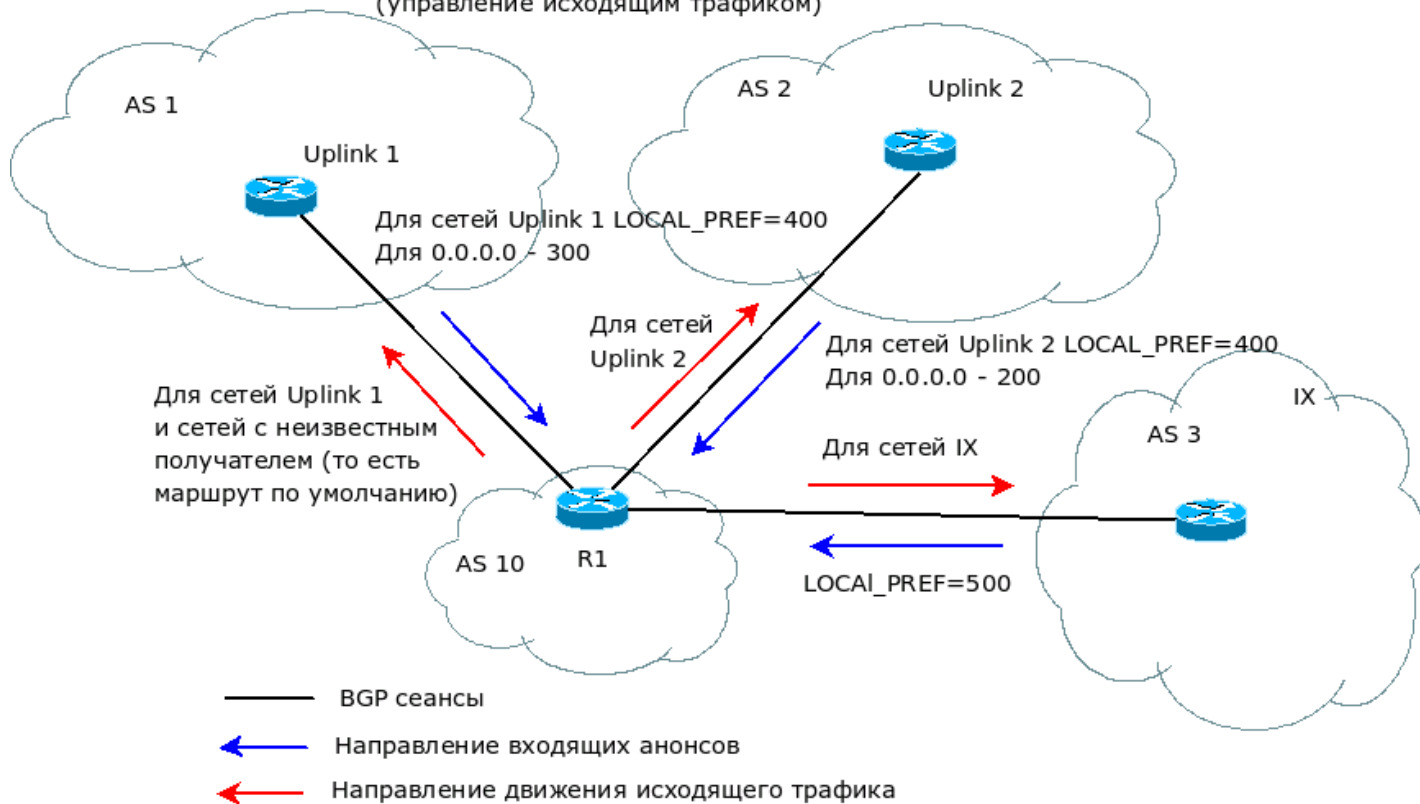 (управление исходящим трафиком)
AS 1
Uplink 1
AS 2
Uplink 2
Для сетей Uplink 1 LOCAL_PREF=400
Для 0.0.0.0 - 300
Для сетей
Uplink 2
Для сетей Uplink 2 LOCAL_PREF=400
Для 0.0.0.0 - 200
Для сетей Uplink 1
и сетей с неизвестным
получателем (то есть
маршрут по умолчанию)
IX
AS 3
Для сетей IX
AS 10
R1
LOCAl_PREF=500
BGP сеансы
Направление входящих анонсов
Направление движения исходящего трафика